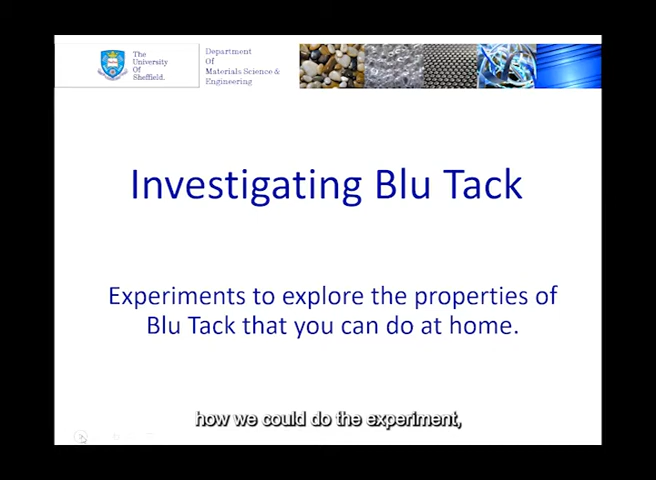 The
University
Of
Sheffield.
Department
Of
Materials Science &
Engineering
Investigating Blu Tack
Experiments to explore the properties of
Blu Tack that you can do at home.
how we could do the experiment,